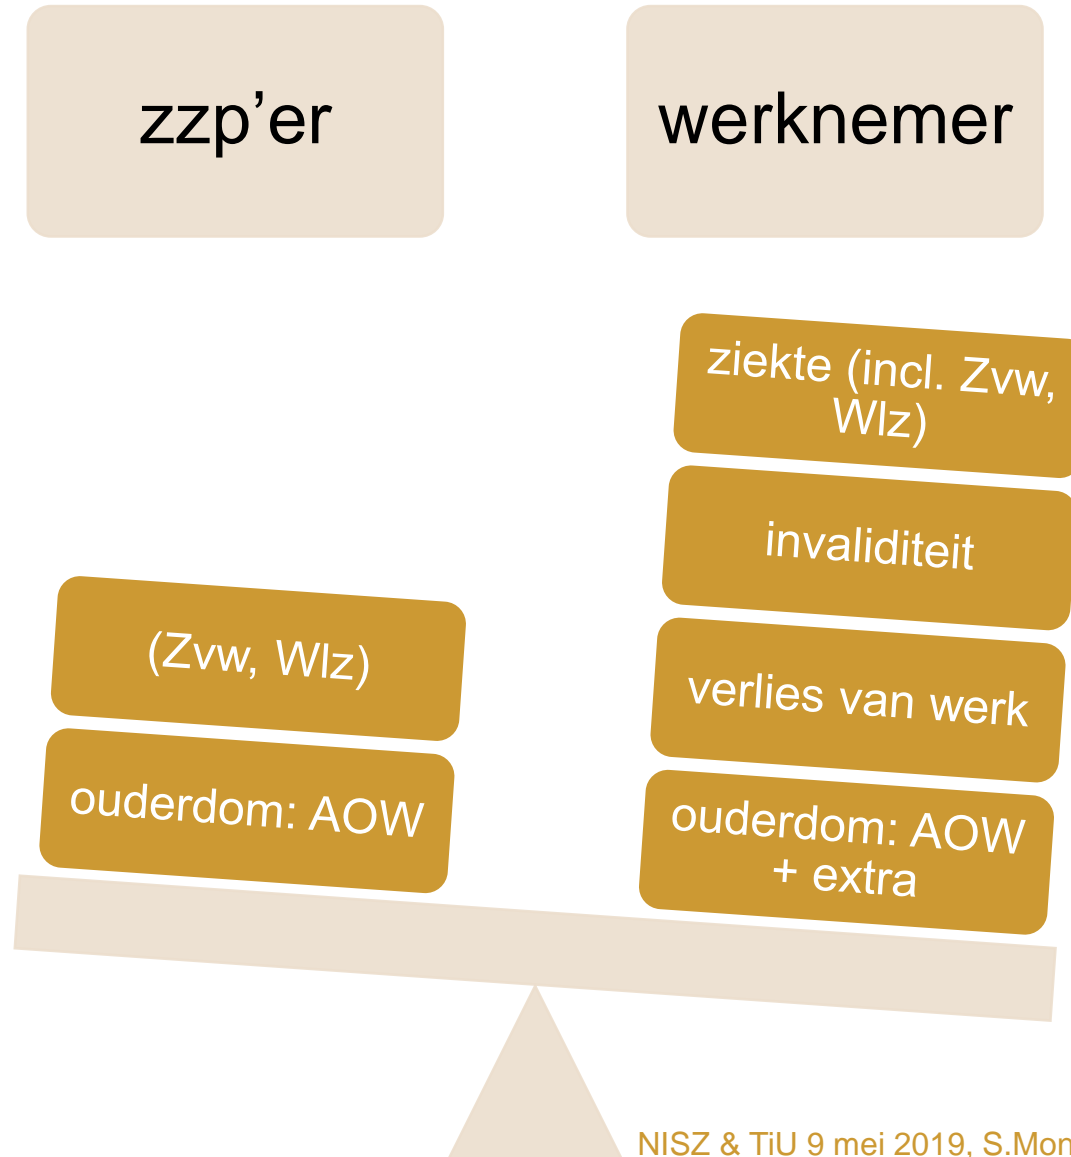 zzp’er
werknemer
(Zvw, Wlz)
ouderdom: AOW
ziekte (incl. Zvw,
Wlz)
invaliditeit
verlies van werk
ouderdom: AOW
+ extra
NISZ & TiU 9 mei 2019, S.Mon